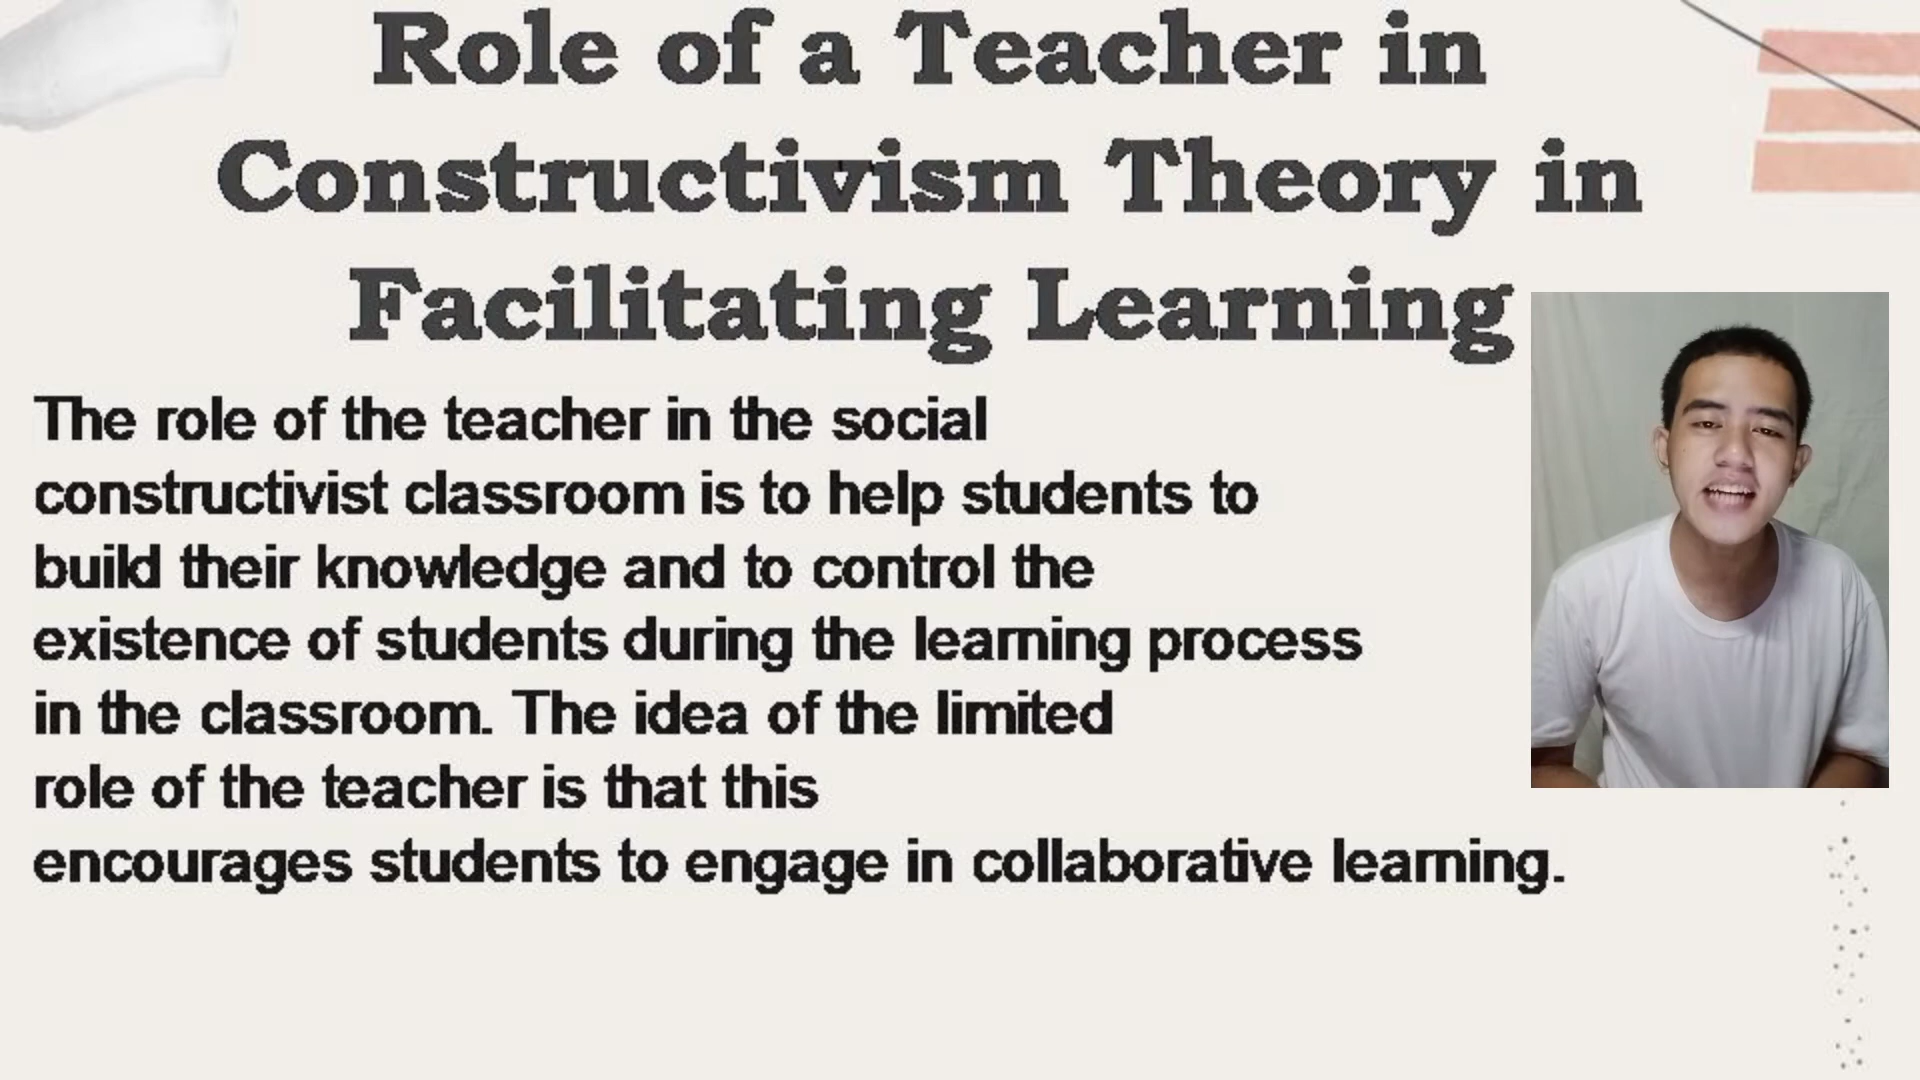 Role of a Teacher in
Constructivism Theory in
Facilitating Learning
The role of the teacher in the social
constructivist classroom is to help students to
build their knowledge and to control the
existence of students during the learning process
in the classroom. The idea of the limited
role of the teacher is that this
encourages students to engage in collaborative learning.